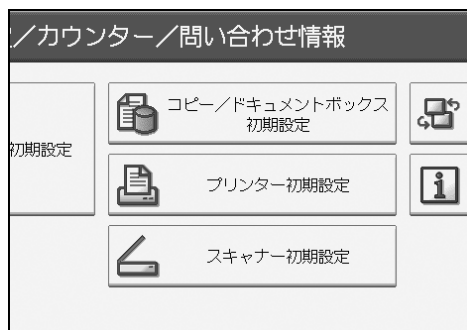 ／カウンター／問い合わせ情報
コピー／ドキュメントボックス
初期設定
初期設定
プリンター初期設定
スキャナー初期設定